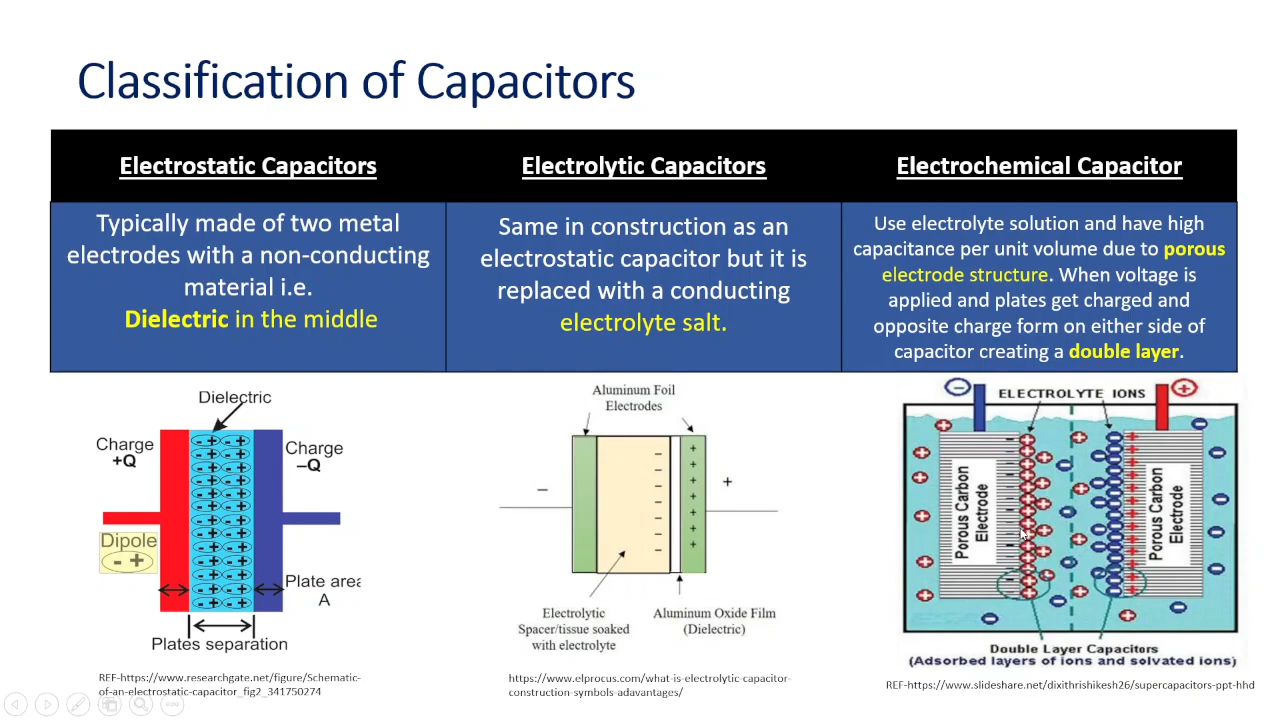 Classification of Capacitors
Electrostatic Capacitors
Typically made of two metal
electrodes with a non-conducting
material i.e.
Dielectric in the middle
Electrolytic Capacitors
Same in construction as an
electrostatic capacitor but it is
replaced with a conducting
electrolyte salt.
Electrochemical Capacitor
Use electrolyte solution and have high
capacitance per unit volume due to porous
electrode structure. When voltage is
applied and plates get charged and
opposite charge form on either side of
capacitor creating a double layer.
Dielectric
Charge
+Q
Charge
–Q
Dipole
- +
Plate area
A
Plates separation
REF-https://www.researchgate.net/figure/Schematic-
of-an-electrostatic-capacitor_fig2_341750274
Aluminum Foil
Electrodes
–
+
Electrolytic
Spacer/tissue soaked
with electrolyte
Aluminum Oxide Film
(Dielectric)
https://www.elprocus.com/what-is-electrolytic-capacitor-
construction-symbols-adavantages/
ELECTROLYTE IONS
Porous Carbon
Electrode
Porous Carbon
Electrode
Double Layer Capacitors
(Adsorbed layers of ions and solvated ions)
REF-https://www.slideshare.net/dixithrishikesh26/supercapacitors-ppt-hhd